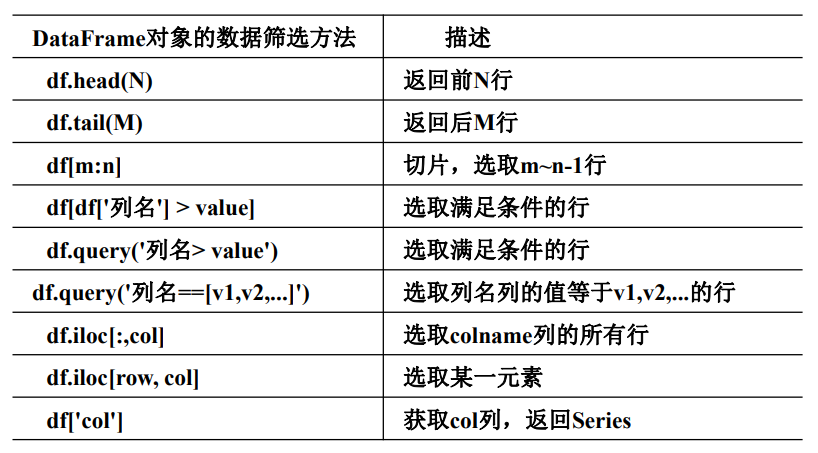 DataFrame对象的数据筛选方法 描述
df.head(N) 返回前N行
df.tail(M) 返回后M行
df[m:n] 切片，选取m~n-1行
df[df['列名'] > value] 选取满足条件的行
df.query('列名> value') 选取满足条件的行
df.query('列名==[v1,v2,...]') 选取列名列的值等于v1,v2,...的行
df.iloc[:,col] 选取colname列的所有行
df.iloc[row, col] 选取某一元素
df['col'] 获取col列，返回Series